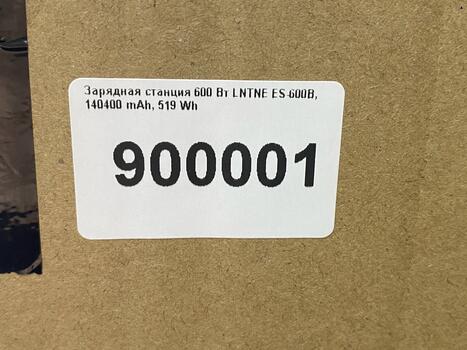 Зарядная станция 600 Вт LNTNE ES-600B,
140400 mAh, 519 Wh
900001